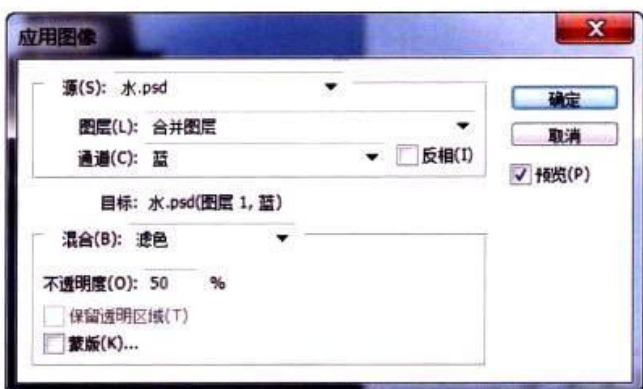 应用图像
源(S): 水.psd
确定
图层(L): 合并图层
取消
通道(C): 蓝
反相(I)
预览(P)
目标: 水.psd(图层 1, 蓝)
混合(B): 滤色
不透明度(O): 50 %
保留透明区域(T)
蒙版(K)...